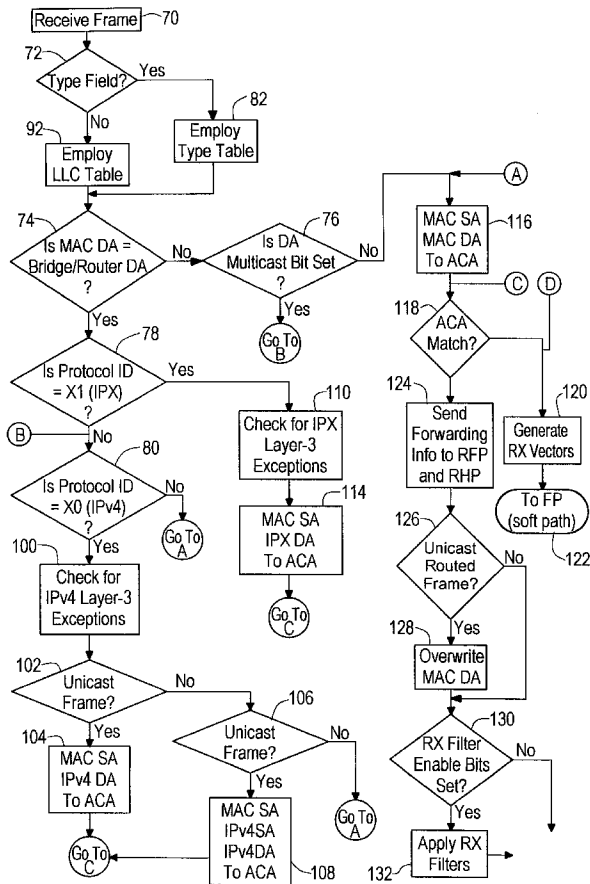 Receive Frame
70
72
Type Field?
Yes
No
82
Employ
Type Table
92
Employ
LLC Table
74
Is MAC DA =
Bridge/Router DA
?
No
Yes
76
Is DA
Multicast Bit Set
?
No
Yes
Go To
B
A
MAC SA
MAC DA
To ACA
116
C
D
118
ACA
Match?
78
Is Protocol ID
= X1 (IPX)
?
Yes
No
B
110
Check for IPX
Layer-3
Exceptions
114
MAC SA
IPX DA
To ACA
Go To
C
124
Send
Forwarding
Info to RFP
and RHP
120
Generate
RX Vectors
To FP
(soft path)
122
80
Is Protocol ID
= X0 (IPv4)
?
No
Yes
Go To
A
100
Check for
IPv4 Layer-3
Exceptions
126
Unicast
Routed
Frame?
No
Yes
128
Overwrite
MAC DA
102
Unicast
Frame?
No
Yes
106
Unicast
Frame?
No
Yes
104
MAC SA
IPv4 DA
To ACA
130
RX Filter
Enable Bits
Set?
No
Yes
Go To
A
Go To
C
MAC SA
IPv4SA
IPv4DA
To ACA
108
Apply RX
Filters
132